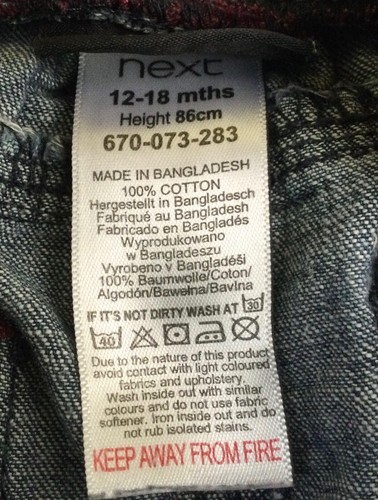 next
12-18 mths
Height 86cm
670-073-283
MADE IN BANGLADESH
100% COTTON
Hergestellt in Bangladesch
Fabriqué au Bangladesh
Fabricado en Bangladés
Wyprodukowano
w Bangladeszu
Vyrobeno v Bangladéši
100% Baumwolle/Coton/
Algodón/Bawełna/Bavlna
IF IT'S NOT DIRTY WASH AT 30
40
Due to the nature of this product
avoid contact with light coloured
fabrics and upholstery.
Wash inside out with similar
colours and do not use fabric
softener. Iron inside out and do
not rub isolated stains.
KEEP AWAY FROM FIRE